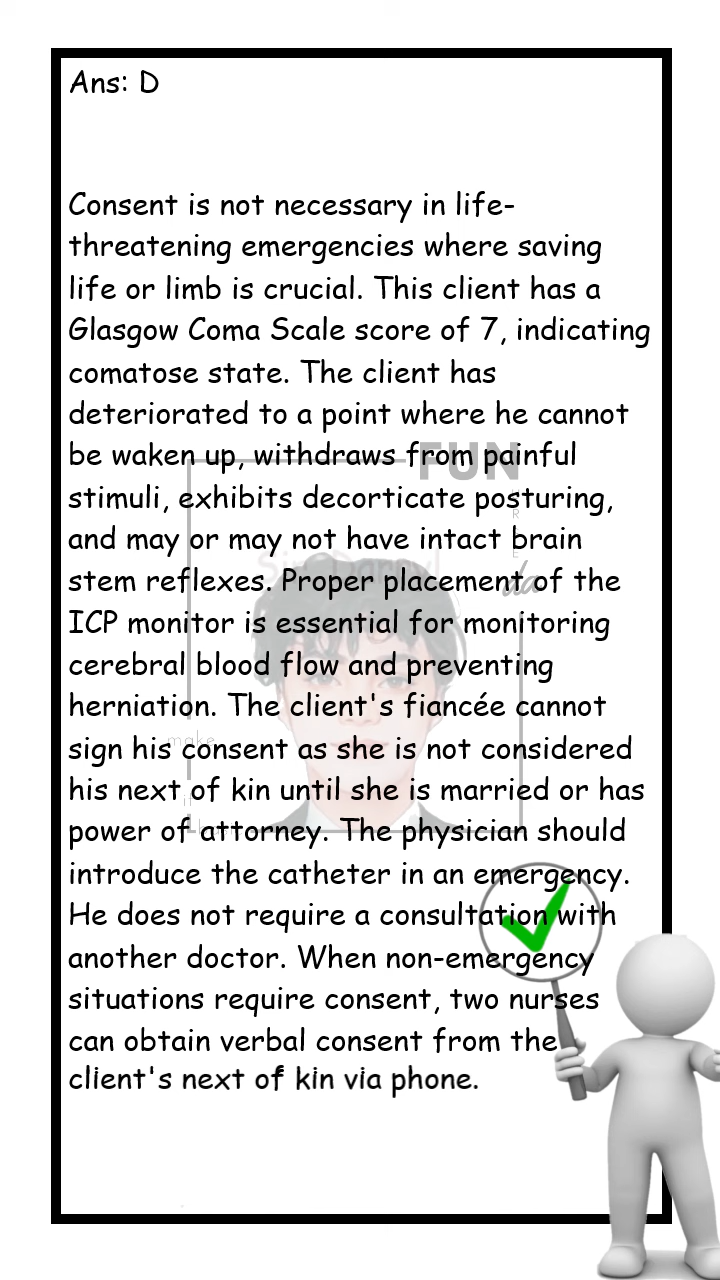 Ans: D
Consent is not necessary in life-
threatening emergencies where saving
life or limb is crucial. This client has a
Glasgow Coma Scale score of 7, indicating
comatose state. The client has
deteriorated to a point where he cannot
be waken up, withdraws from painful
FUN
stimuli, exhibits decorticate posturing,
and may or may not have intact brain
stem reflexes. Proper placement of the
da
ICP monitor is essential for monitoring
cerebral blood flow and preventing
herniation. The client's fiancée cannot
make
sign his consent as she is not considered
his next of kin until she is married or has
it
power of attorney. The physician should
introduce the catheter in an emergency.
He does not require a consultation with
another doctor. When non-emergency
situations require consent, two nurses
can obtain verbal consent from the
client's next of kin via phone.